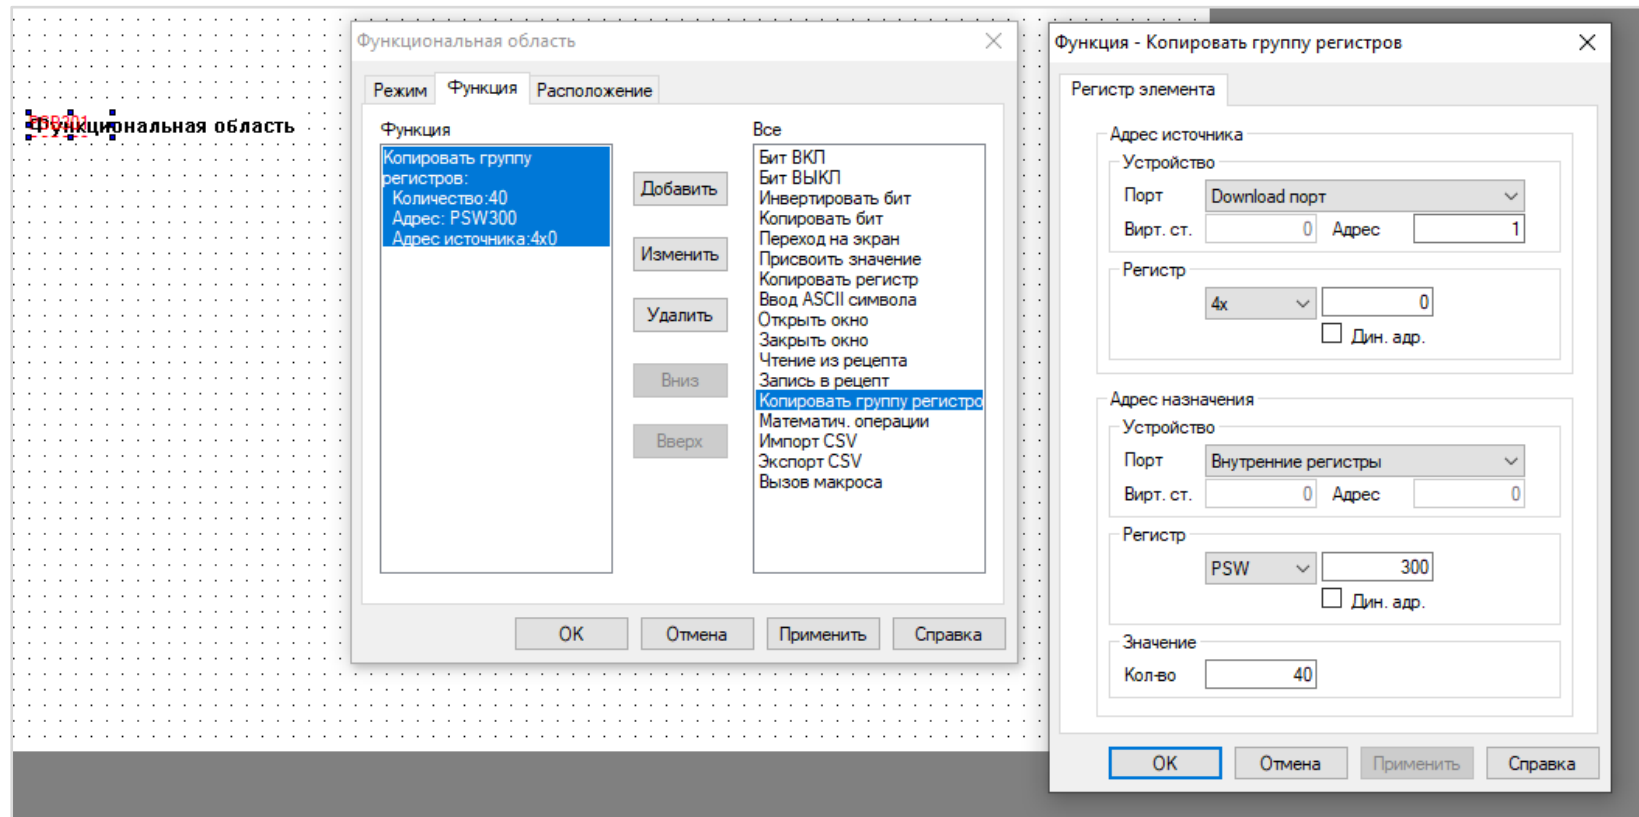 PSB301
Функциональная область
Функциональная область
Режим
Функция
Расположение
Функция
Все
Копировать группу
регистров:
Количество:40
Адрес: PSW300
Адрес источника:4x0
Добавить
Изменить
Удалить
Вниз
Вверх
Бит ВКЛ
Бит ВЫКЛ
Инвертировать бит
Копировать бит
Переход на экран
Присвоить значение
Копировать регистр
Ввод ASCII символа
Открыть окно
Закрыть окно
Чтение из рецепта
Запись в рецепт
Копировать группу регистро
Математич. операции
Импорт CSV
Экспорт CSV
Вызов макроса
OK
Отмена
Применить
Справка
Функция - Копировать группу регистров
Регистр элемента
Адрес источника
Устройство
Порт Download порт
Вирт. ст. 0 Адрес 1
Регистр
4x 0
Дин. адр.
Адрес назначения
Устройство
Порт Внутренние регистры
Вирт. ст. 0 Адрес 0
Регистр
PSW 300
Дин. адр.
Значение
Кол-во 40
OK
Отмена
Применить
Справка